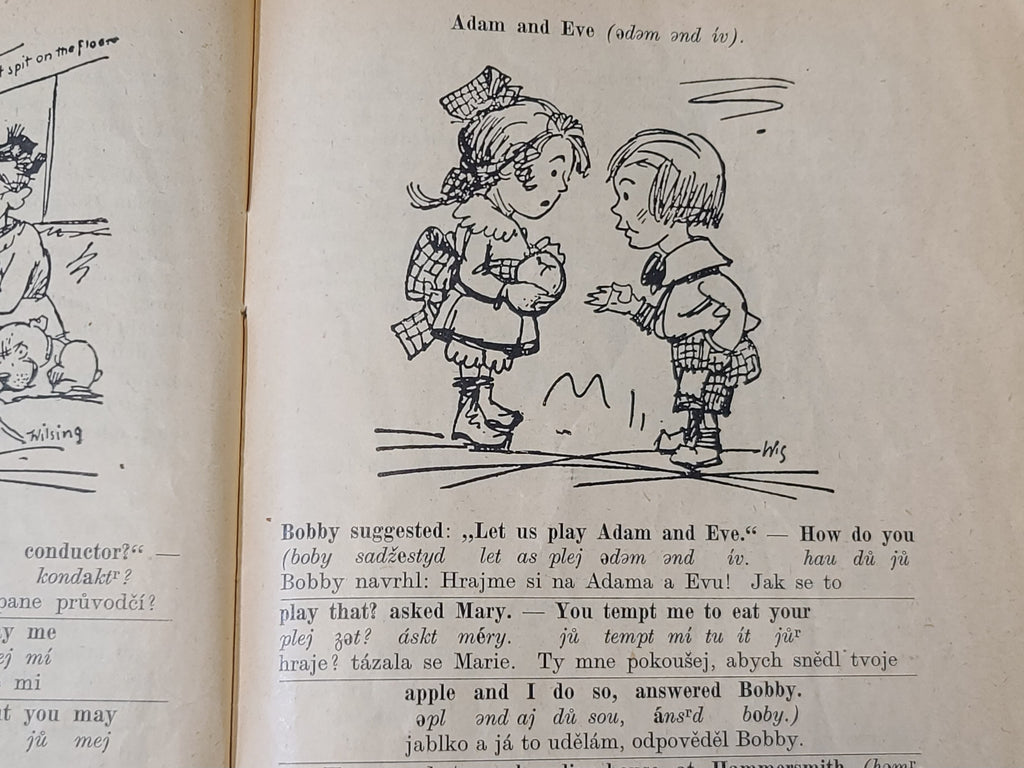 spit on the floor
Wilsing
conductor?“ —
kondaktʳ?
pane průvodčí?
me
mí
mi
you may
jů mej
Adam and Eve (ədəm ənd ív).
Wis
Bobby suggested: „Let us play Adam and Eve.“ — How do you
(boby sadžestyd let as plej ədəm ənd ív. hau dů jů
Bobby navrhl: Hrajme si na Adama a Evu! Jak se to
play that? asked Mary. — You tempt me to eat your
plej ʒət? áskt méry. jů tempt mí tu ít jůʳ
hraje? tázala se Marie. Ty mne pokoušej, abych snědl tvoje
apple and I do so, answered Bobby.
əpl ənd aj dů sou, ánsʳd boby.)
jablko a já to udělám, odpověděl Bobby.
at Hammersmith